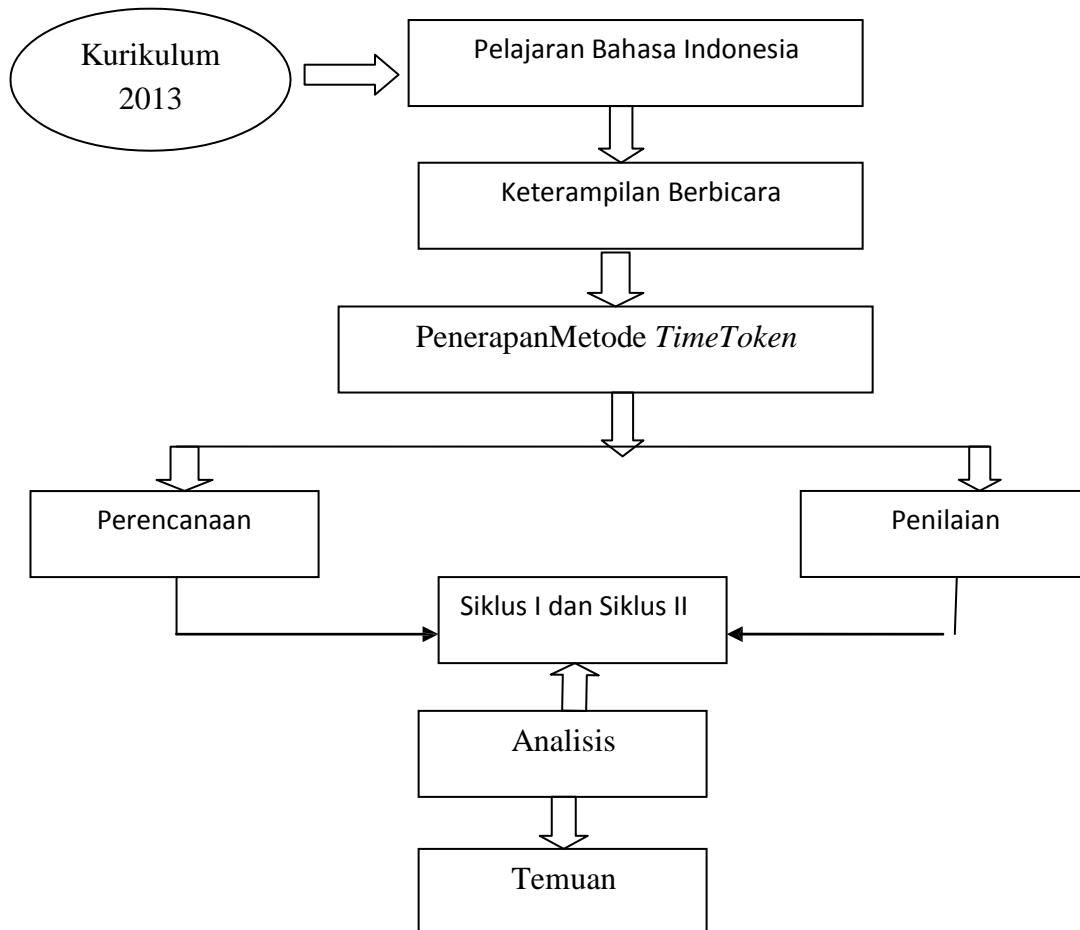 Kurikulum
2013
Pelajaran Bahasa Indonesia
Keterampilan Berbicara
PenerapanMetode TimeToken
Perencanaan
Penilaian
Siklus I dan Siklus II
Analisis
Temuan